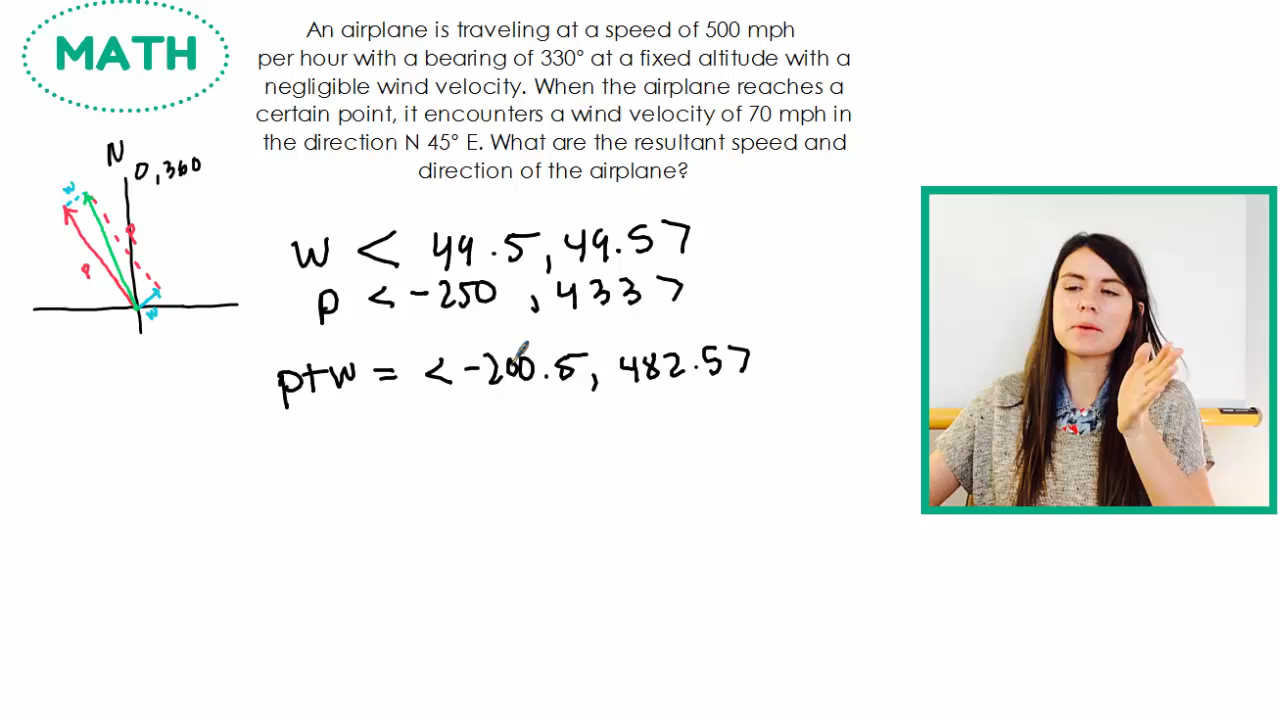 MATH
An airplane is traveling at a speed of 500 mph
per hour with a bearing of 330° at a fixed altitude with a
negligible wind velocity. When the airplane reaches a
certain point, it encounters a wind velocity of 70 mph in
the direction N 45° E. What are the resultant speed and
direction of the airplane?
N
0, 360
w
p
p
w
w < 49.5, 49.5>
p < -250, 433>
p+w = < -200.5, 482.5>